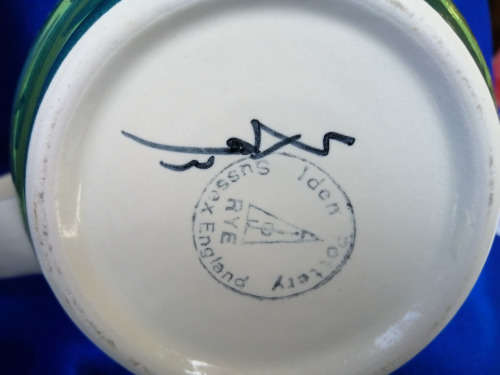 Iden Pottery
RYE
Sussex England